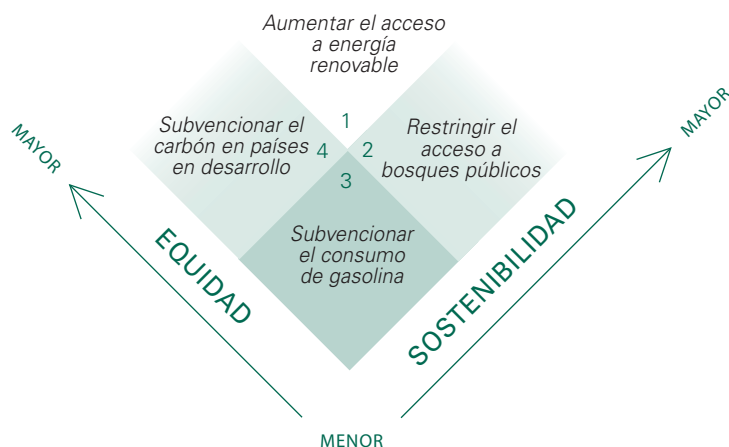 Aumentar el acceso
a energía
renovable
MAYOR
MAYOR
Subvencionar el
carbón en países
en desarrollo
1
4
2
3
Restringir el
acceso a
bosques públicos
Subvencionar
el consumo
de gasolina
EQUIDAD
SOSTENIBILIDAD
MENOR